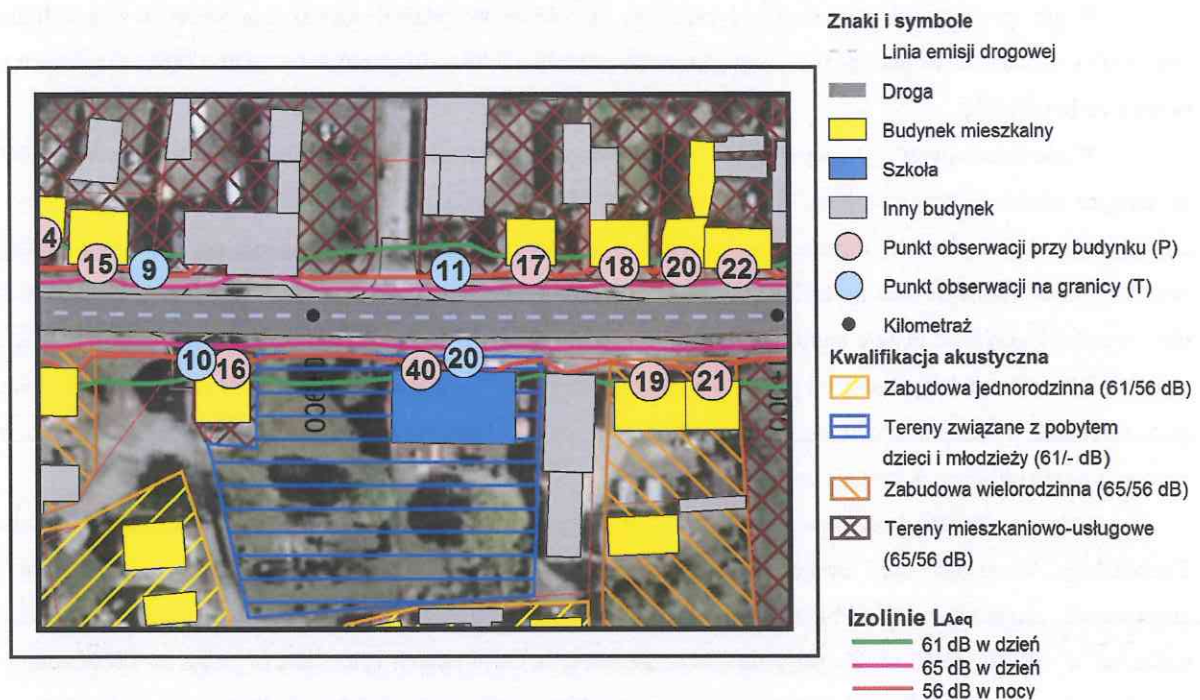 Znaki i symbole
Linia emisji drogowej
Droga
Budynek mieszkalny
Szkoła
Inny budynek
Punkt obserwacji przy budynku (P)
Punkt obserwacji na granicy (T)
Kilometraż
Kwalifikacja akustyczna
Zabudowa jednorodzinna (61/56 dB)
Tereny związane z pobytem
dzieci i młodzieży (61/- dB)
Zabudowa wielorodzinna (65/56 dB)
Tereny mieszkaniowo-usługowe
(65/56 dB)
Izolinie LAeq
61 dB w dzień
65 dB w dzień
56 dB w nocy
4
15
9
11
17
18
20
22
10
16
40
20
19
21